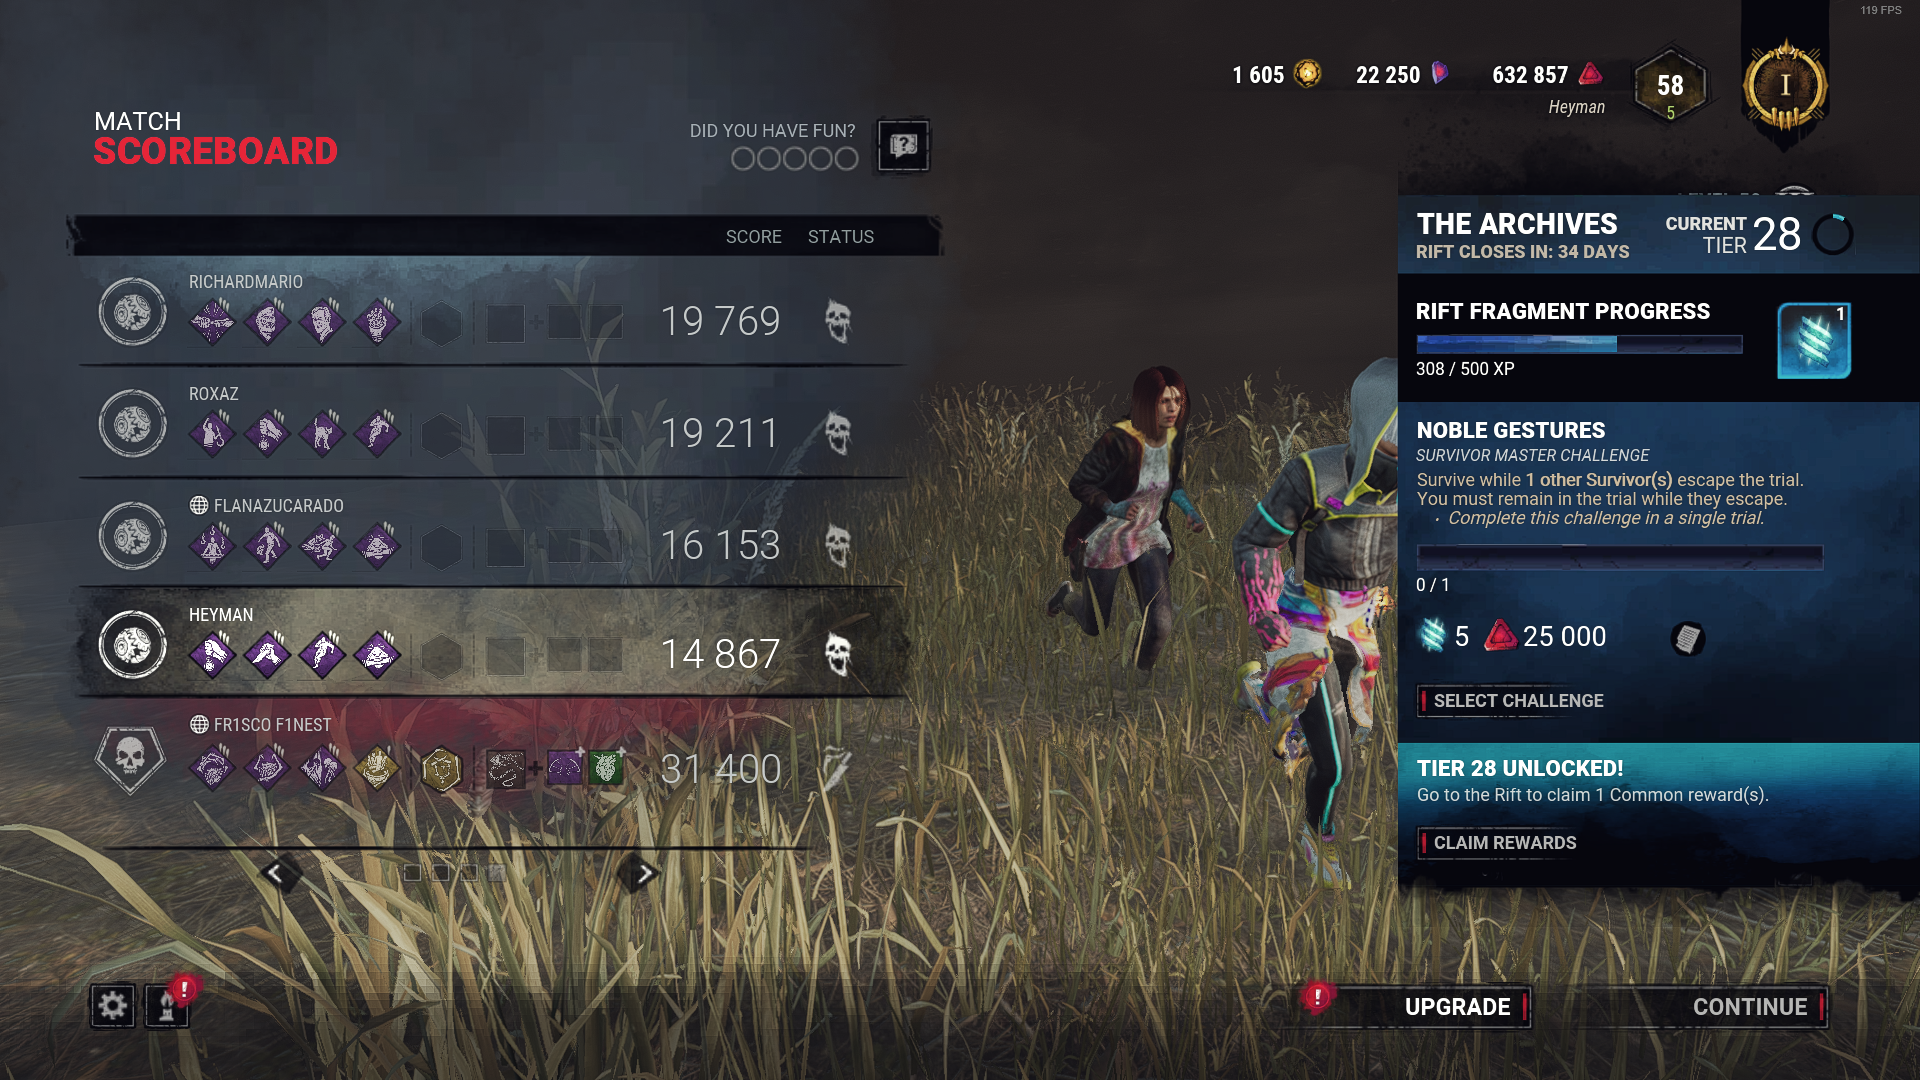 119 FPS
1 605
22 250
632 857
Heyman
58
5
I
MATCH
SCOREBOARD
DID YOU HAVE FUN?
?
SCORE STATUS
RICHARDMARIO
19 769
ROXAZ
19 211
FLANAZUCARADO
16 153
HEYMAN
14 867
FR1SCO F1NEST
31 400
THE ARCHIVES
RIFT CLOSES IN: 34 DAYS
CURRENT
TIER 28
RIFT FRAGMENT PROGRESS
1
308 / 500 XP
NOBLE GESTURES
SURVIVOR MASTER CHALLENGE
Survive while 1 other Survivor(s) escape the trial.
You must remain in the trial while they escape.
• Complete this challenge in a single trial.
0 / 1
5 25 000
SELECT CHALLENGE
TIER 28 UNLOCKED!
Go to the Rift to claim 1 Common reward(s).
CLAIM REWARDS
!
!
UPGRADE
CONTINUE